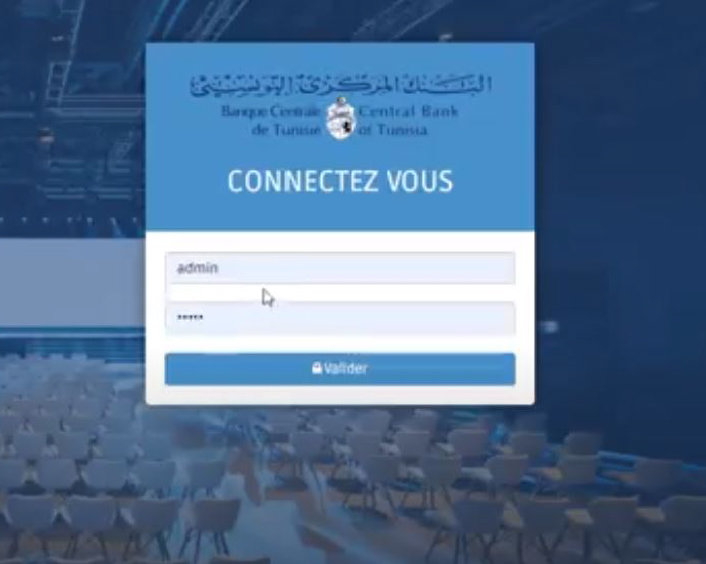 البنك المركزي التونسي
Banque Centrale Central Bank
de Tunisie of Tunisia
CONNECTEZ VOUS
admin
•••••
Valider